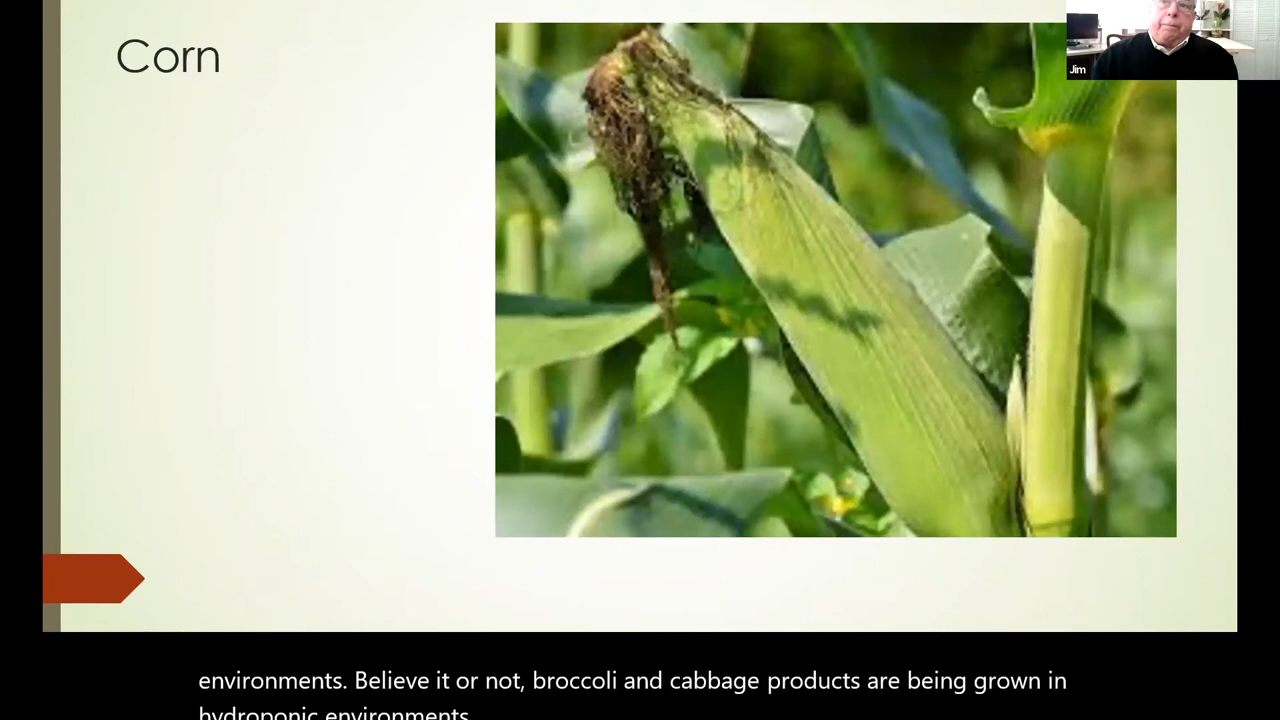 Corn
Jim
environments. Believe it or not, broccoli and cabbage products are being grown in
hydroponic environments.